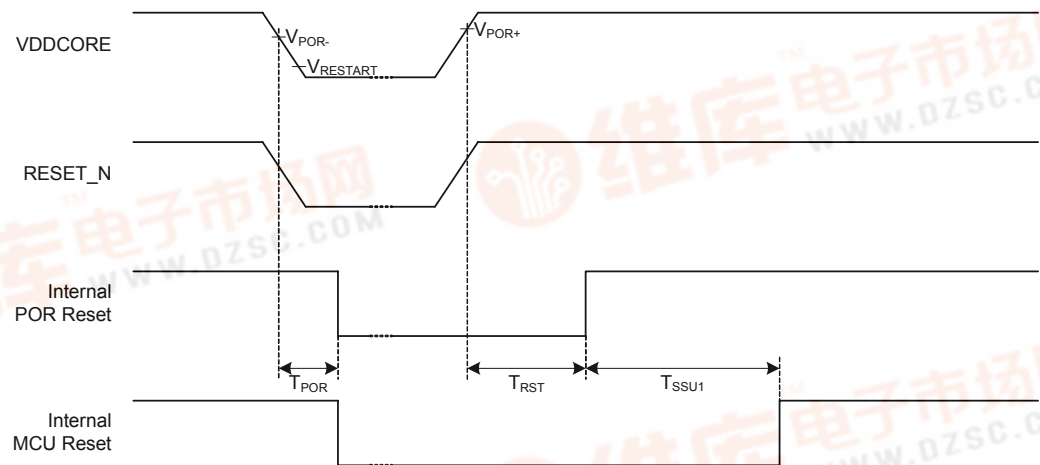 VDDCORE
VPOR-
VRESTART
VPOR+
RESET_N
Internal
POR Reset
TPOR
TRST
TSSU1
Internal
MCU Reset
维库电子市场网
WWW.DZSC.COM
TM